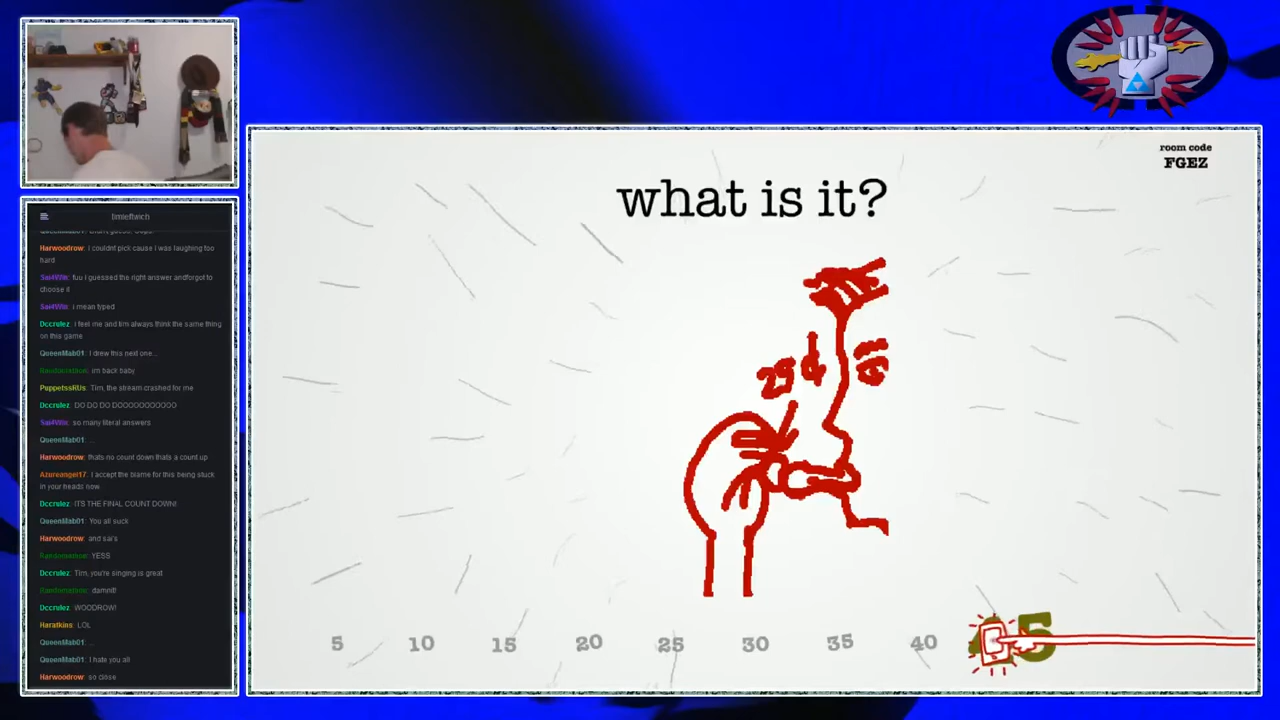 room code
FGEZ
timieftwich
what is it?
Harwoodrow: I couldnt pick cause I was laughing too
hard
Sai4Win: fuu I guessed the right answer andforgot to
choose it
Sai4Win: i mean typed
Dccrulez: I feel me and tim always think the same thing
on this game
QueenMab01: I drew this next one...
im back baby
PuppetssRUs: Tim, the stream crashed for me
Dccrulez: DO DO DO DOOOOOOOOOOO
Sai4Win: so many literal answers
QueenMab01: ...
Harwoodrow: thats no count down thats a count up
Azureangel17: I accept the blame for this being stuck
in your heads now
Dccrulez: ITS THE FINAL COUNT DOWN!
QueenMab01: You all suck
Harwoodrow: and sai's
YESS
Dccrulez: Tim, you're singing is great
damnit!
Dccrulez: WOODROW!
Haratkins: LOL
QueenMab01: ...
QueenMab01: I hate you all
Harwoodrow: so close
5 10 15 20 25 30 35 40 45